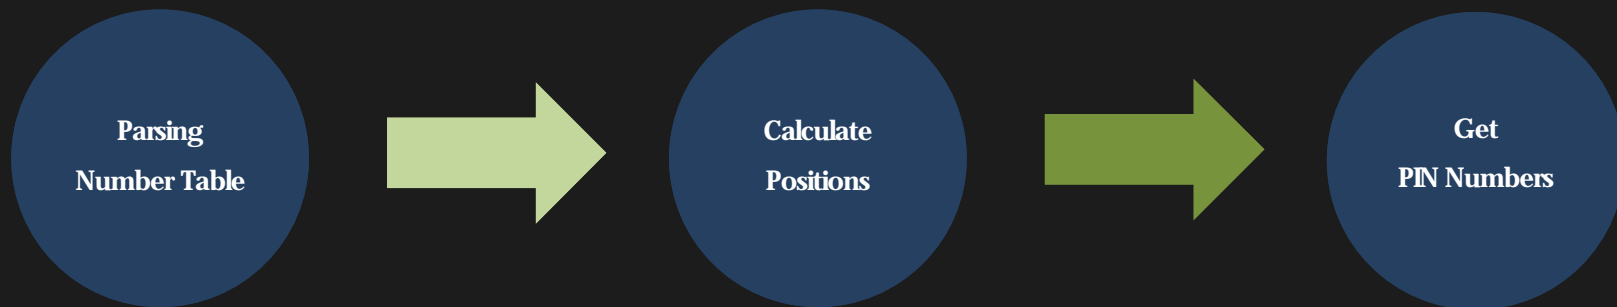 Parsing
Number Table
Calculate
Positions
Get
PIN Numbers